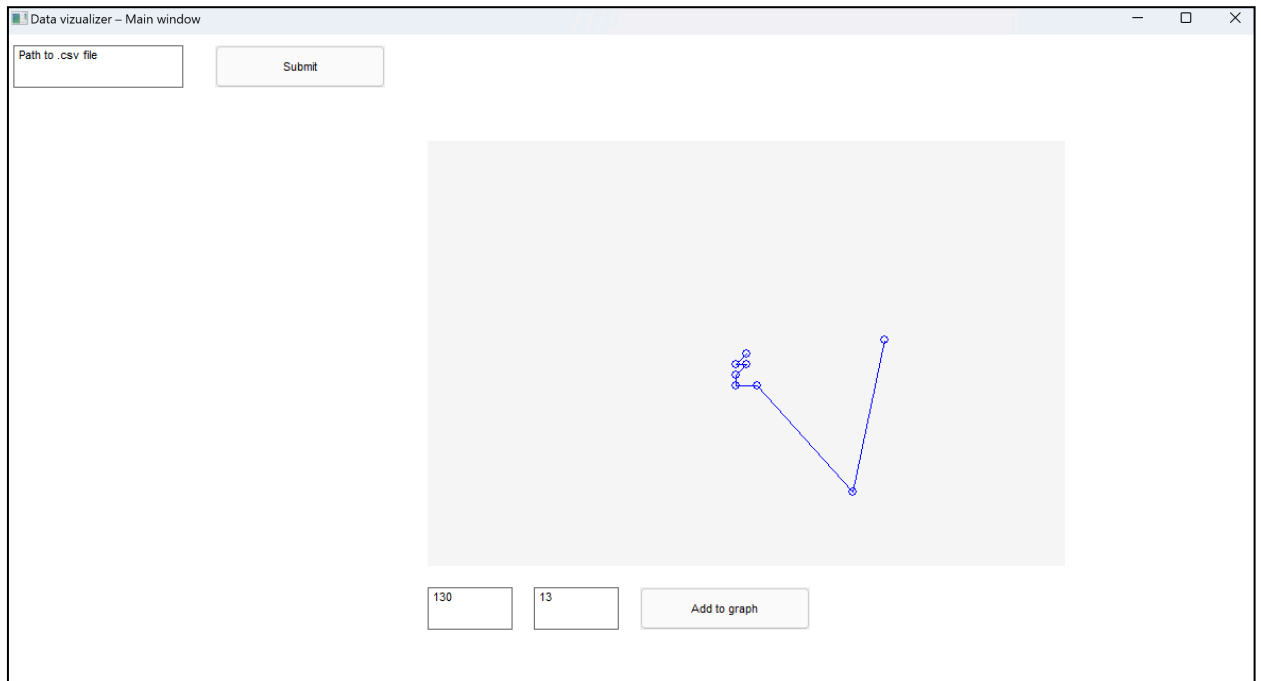 Data vizualizer – Main window
Path to .csv file
Submit
130
13
Add to graph